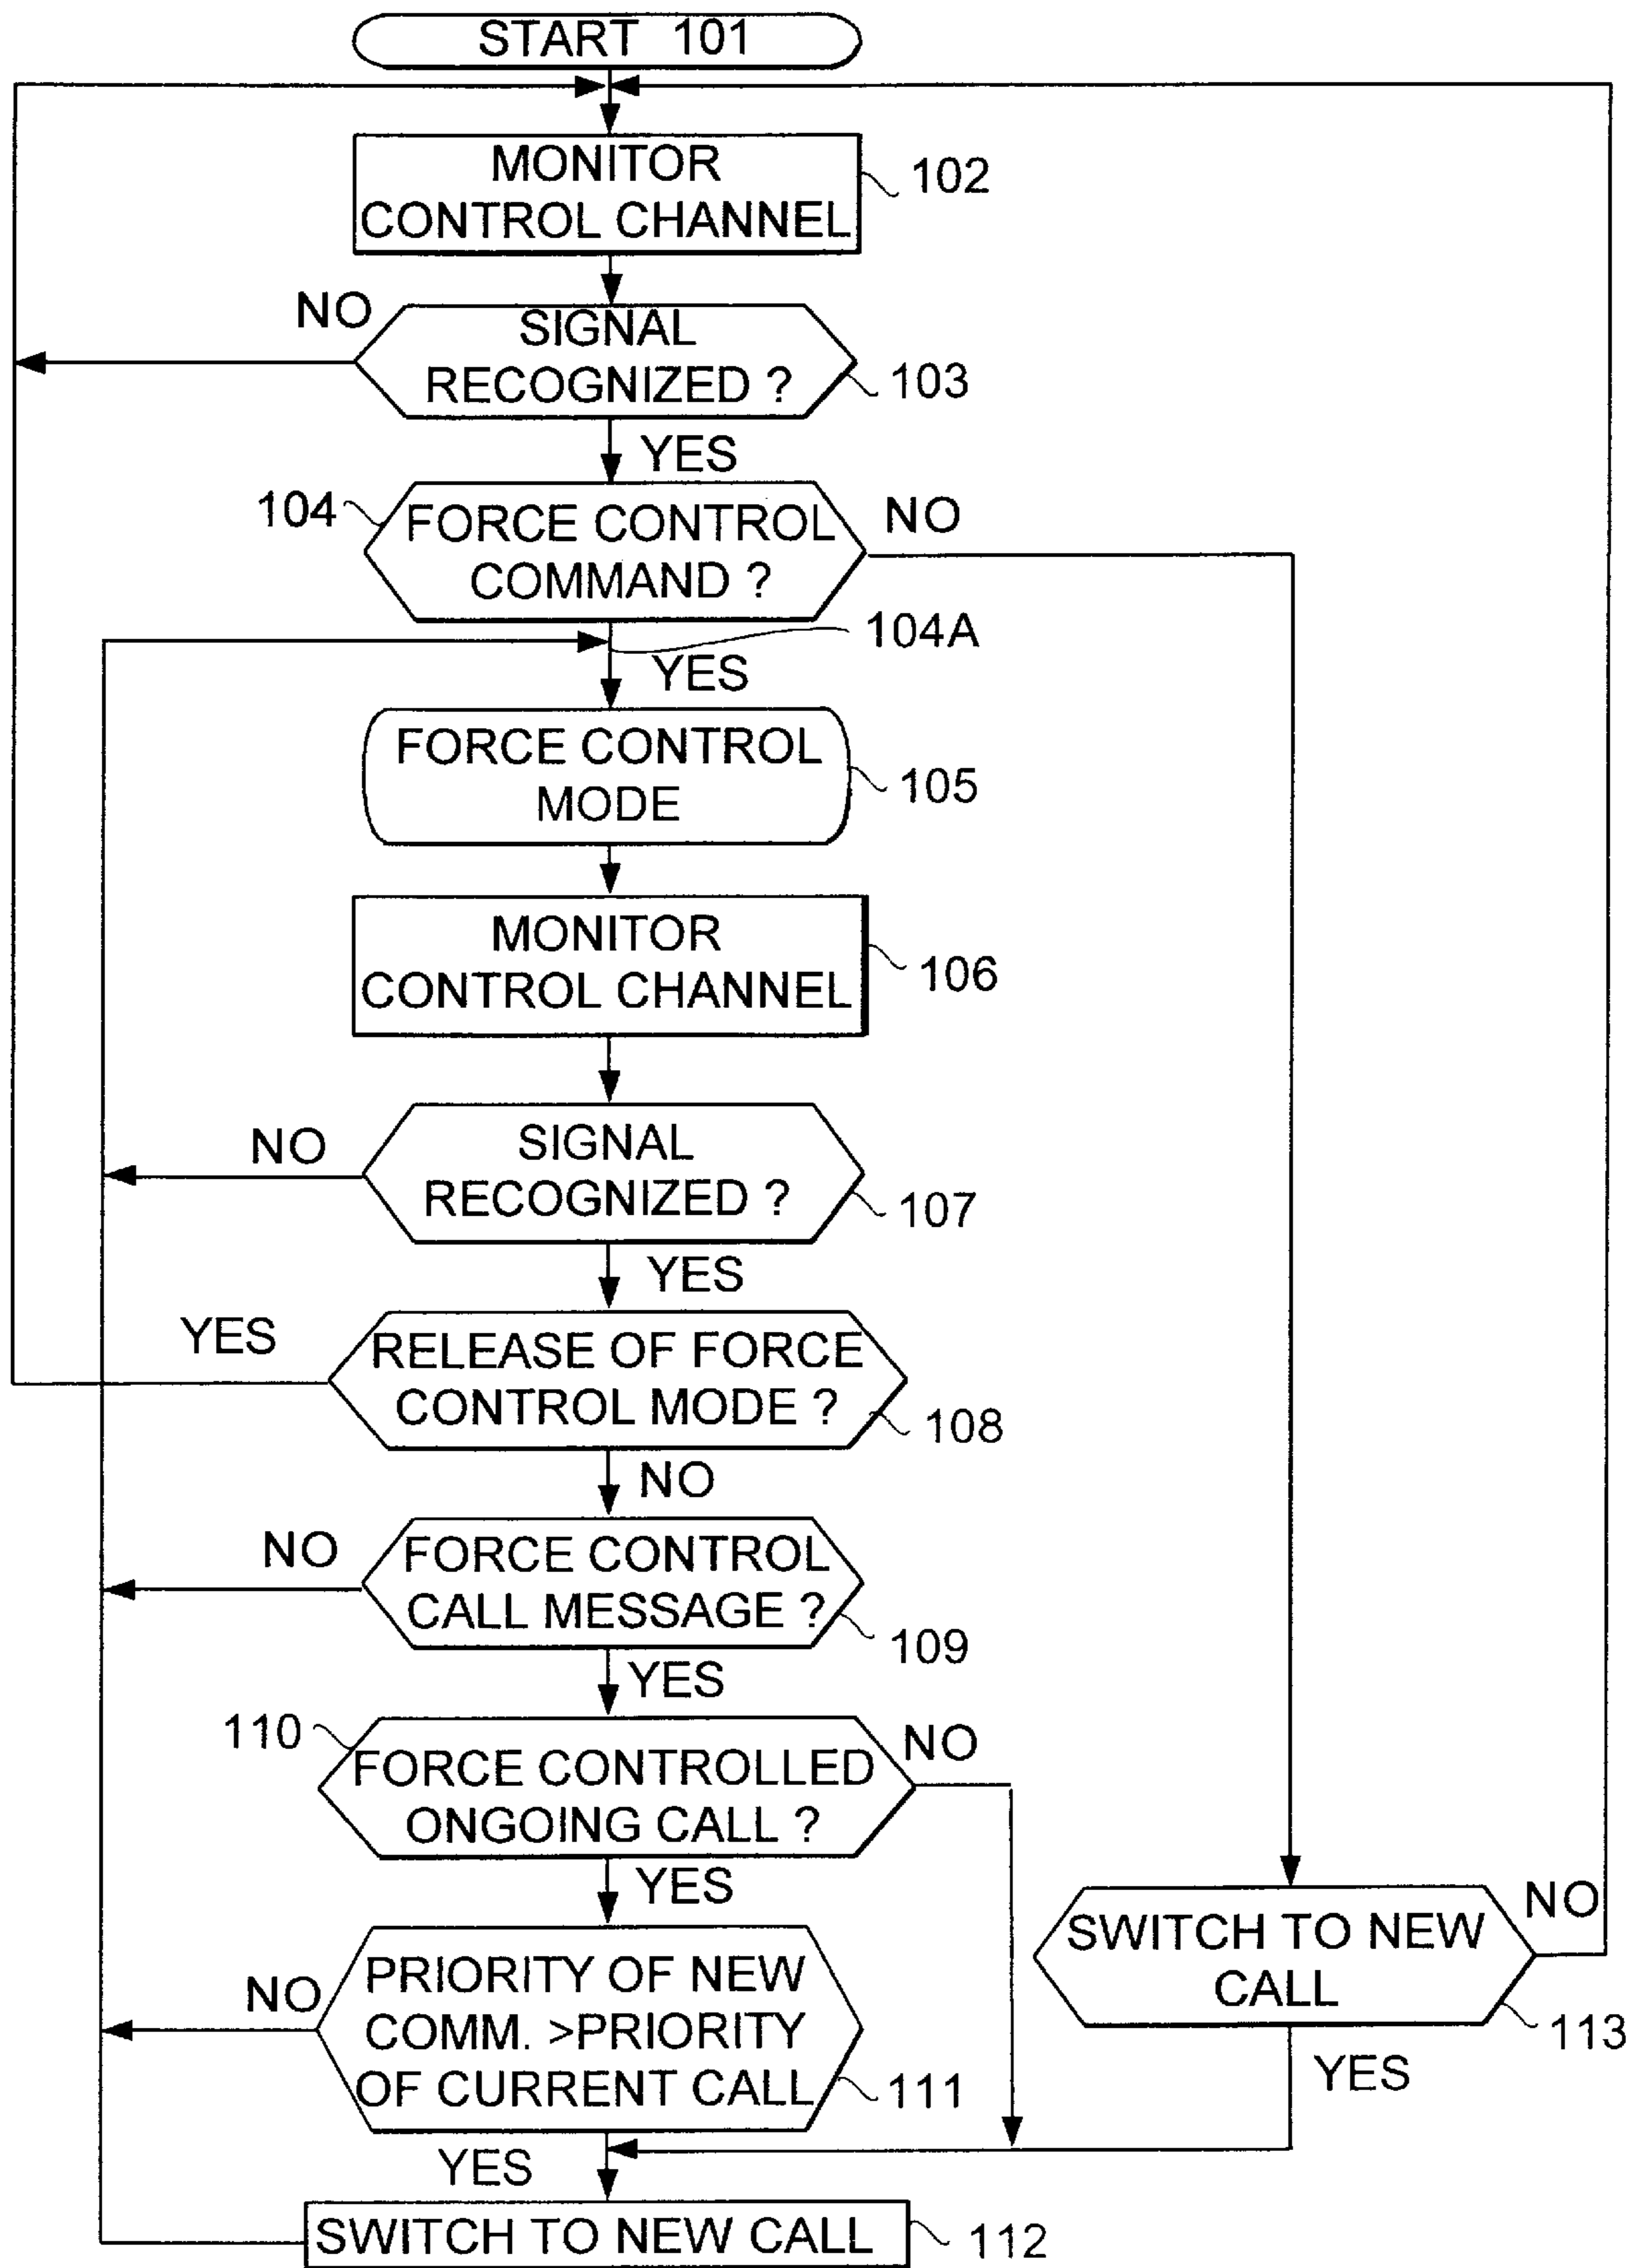 START 101
MONITOR
CONTROL CHANNEL
102
NO
SIGNAL
RECOGNIZED ?
103
YES
104
FORCE CONTROL
COMMAND ?
NO
104A
YES
FORCE CONTROL
MODE
105
MONITOR
CONTROL CHANNEL
106
NO
SIGNAL
RECOGNIZED ?
107
YES
YES
RELEASE OF FORCE
CONTROL MODE ?
108
NO
NO
FORCE CONTROL
CALL MESSAGE ?
109
YES
110
FORCE CONTROLLED
ONGOING CALL ?
NO
YES
SWITCH TO NEW
CALL
NO
113
YES
NO
PRIORITY OF NEW
COMM. >PRIORITY
OF CURRENT CALL
111
YES
SWITCH TO NEW CALL
112